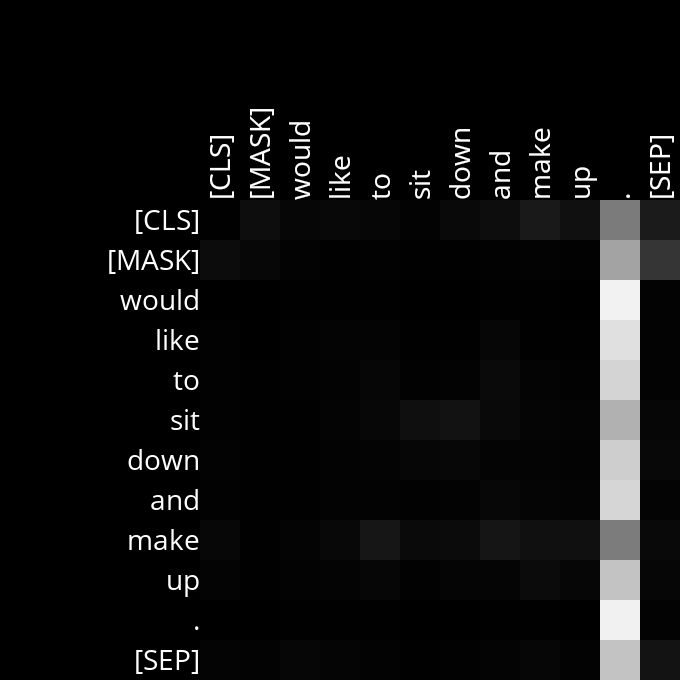 [CLS] [MASK] would like to sit down and make up . [SEP]
[CLS]
[MASK]
would
like
to
sit
down
and
make
up
.
[SEP]